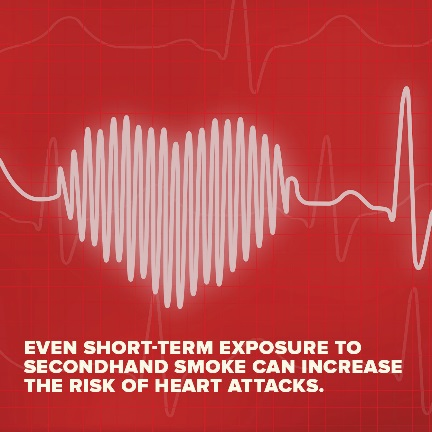 EVEN SHORT-TERM EXPOSURE TO
SECONDHAND SMOKE CAN INCREASE
THE RISK OF HEART ATTACKS.